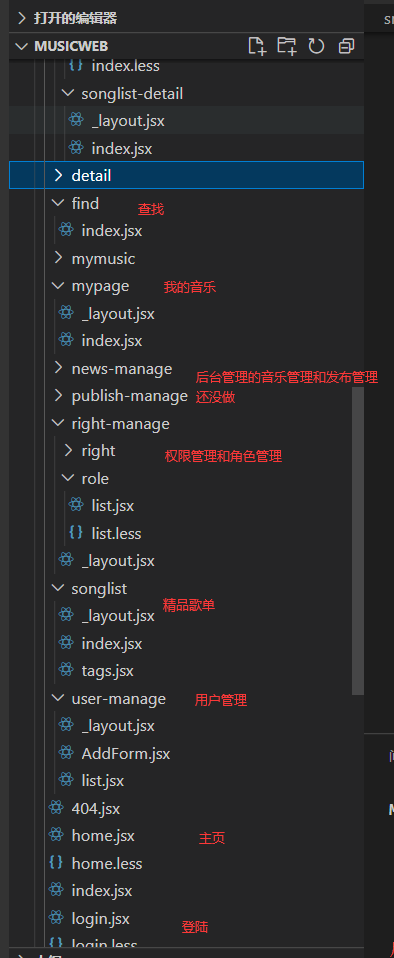 打开的编辑器
MUSICWEB
index.less
songlist-detail
_layout.jsx
index.jsx
detail
find 查找
index.jsx
mymusic
mypage 我的音乐
_layout.jsx
index.jsx
news-manage 后台管理的音乐管理和发布管理
publish-manage 还没做
right-manage
right 权限管理和角色管理
role
list.jsx
list.less
_layout.jsx
songlist
_layout.jsx 精品歌单
index.jsx
tags.jsx
user-manage 用户管理
_layout.jsx
AddForm.jsx
list.jsx
404.jsx
home.jsx 主页
home.less
index.jsx
login.jsx 登陆
login.less